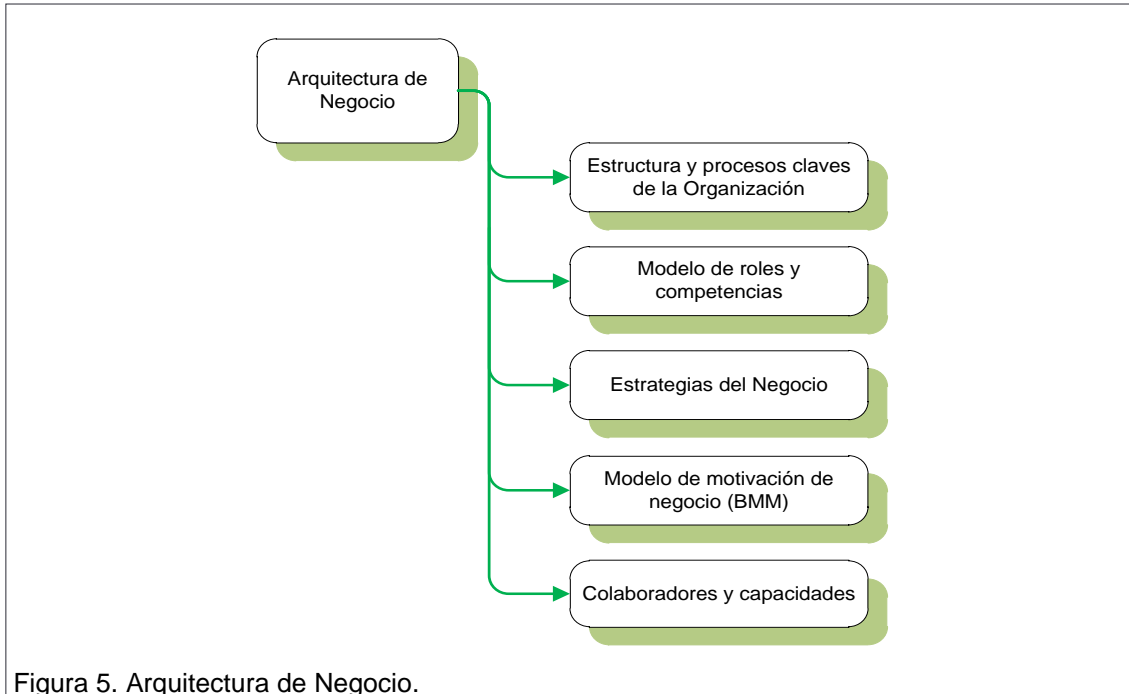 Arquitectura de
Negocio
Estructura y procesos claves
de la Organización
Modelo de roles y
competencias
Estrategias del Negocio
Modelo de motivación de
negocio (BMM)
Colaboradores y capacidades
Figura 5. Arquitectura de Negocio.